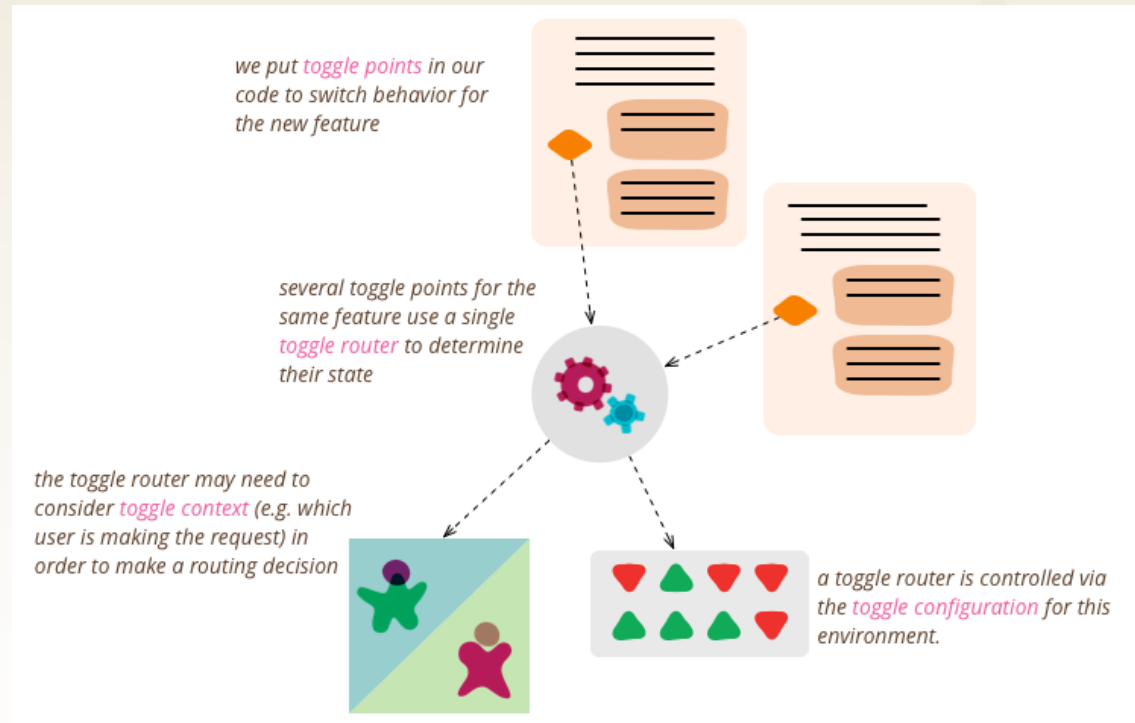 we put toggle points in our
code to switch behavior for
the new feature
several toggle points for the
same feature use a single
toggle router to determine
their state
the toggle router may need to
consider toggle context (e.g. which
user is making the request) in
order to make a routing decision
a toggle router is controlled via
the toggle configuration for this
environment.